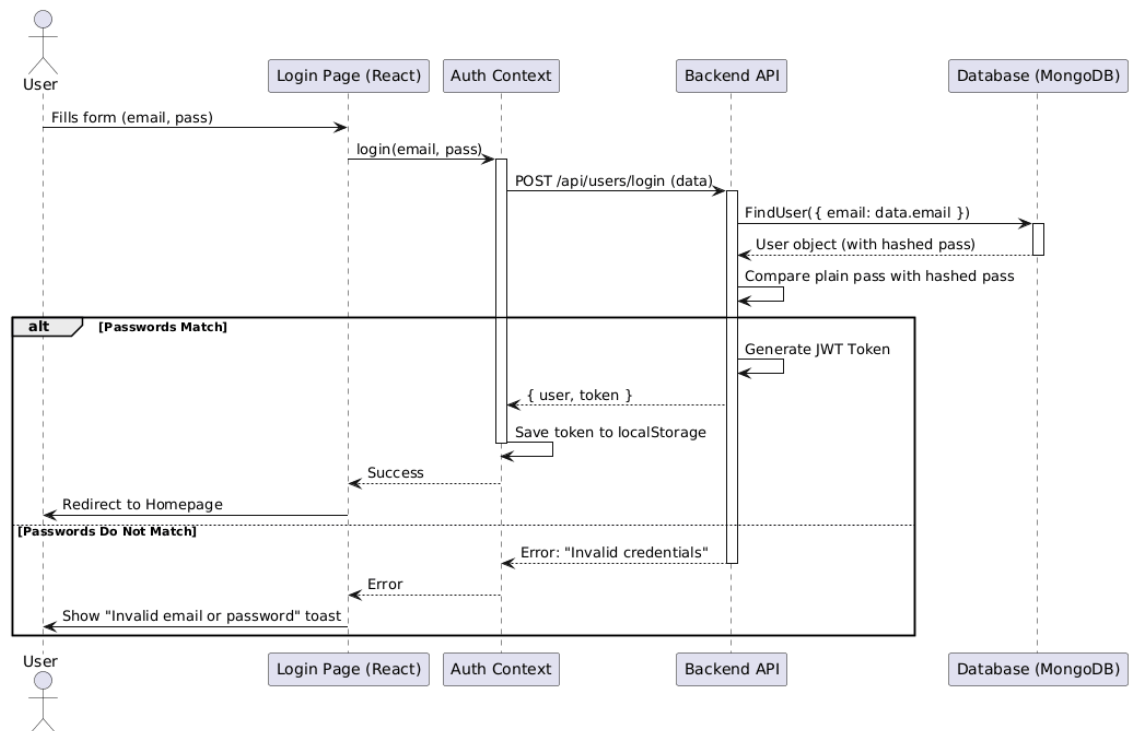 User
Login Page (React)
Auth Context
Backend API
Database (MongoDB)
Fills form (email, pass)
login(email, pass)
POST /api/users/login (data)
FindUser({ email: data.email })
User object (with hashed pass)
Compare plain pass with hashed pass
alt
[Passwords Match]
Generate JWT Token
{ user, token }
Save token to localStorage
Success
Redirect to Homepage
[Passwords Do Not Match]
Error: "Invalid credentials"
Error
Show "Invalid email or password" toast
User
Login Page (React)
Auth Context
Backend API
Database (MongoDB)